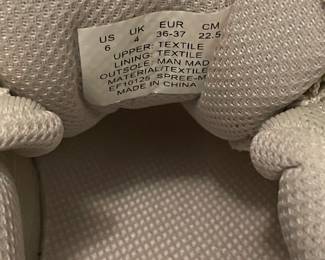 US UK EUR CM
6 4 36-37 22.5
UPPER: TEXTILE
LINING: TEXTILE
OUTSOLE: MAN MAD
MATERIAL/TEXTILE
EF10125 SPREE-M
MADE IN CHINA